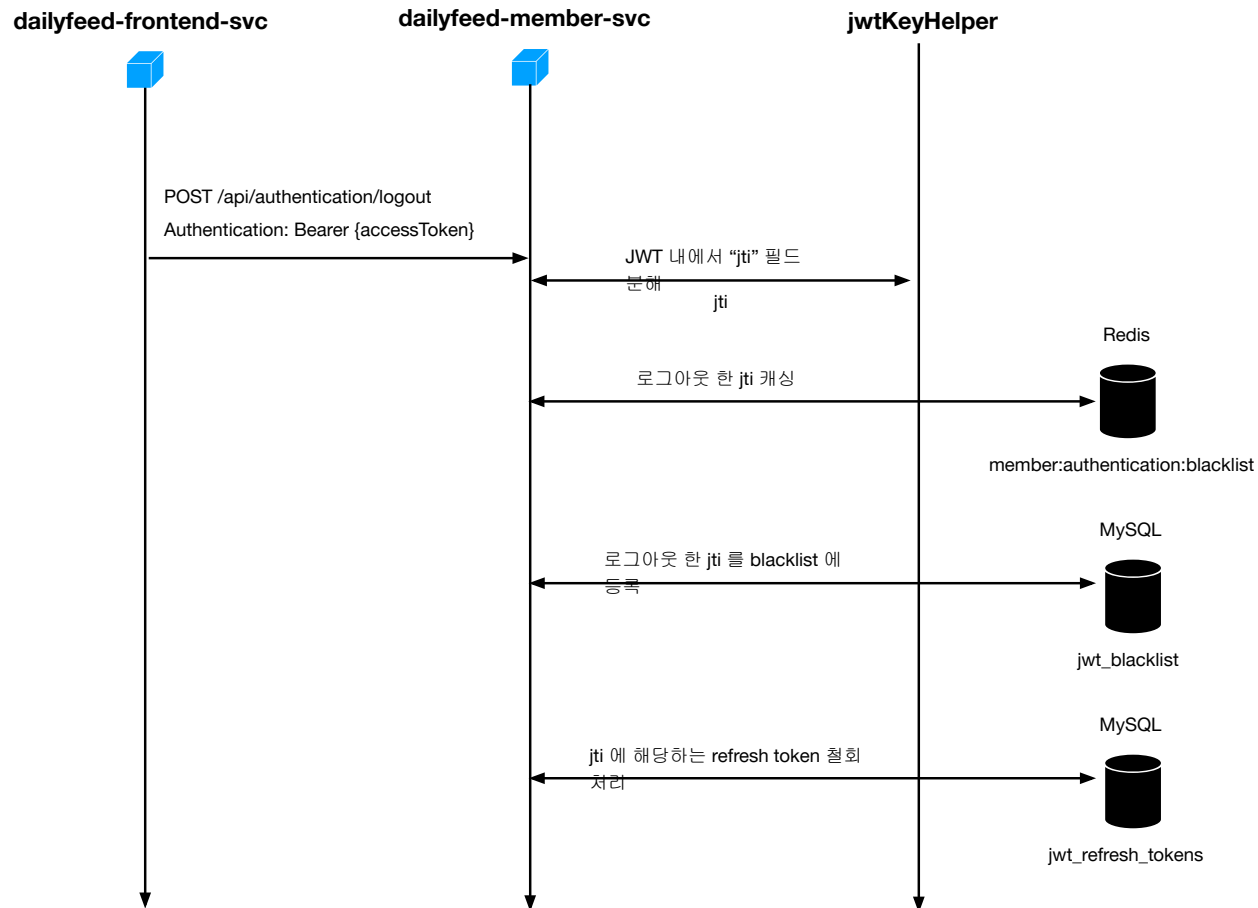 dailyfeed-frontend-svc
dailyfeed-member-svc
jwtKeyHelper
POST /api/authentication/logout
Authentication: Bearer {accessToken}
JWT 내에서 “jti” 필드
분해
jti
Redis
로그아웃 한 jti 캐싱
member:authentication:blacklist
MySQL
로그아웃 한 jti 를 blacklist 에
등록
jwt_blacklist
MySQL
jti 에 해당하는 refresh token 철회
처리
jwt_refresh_tokens